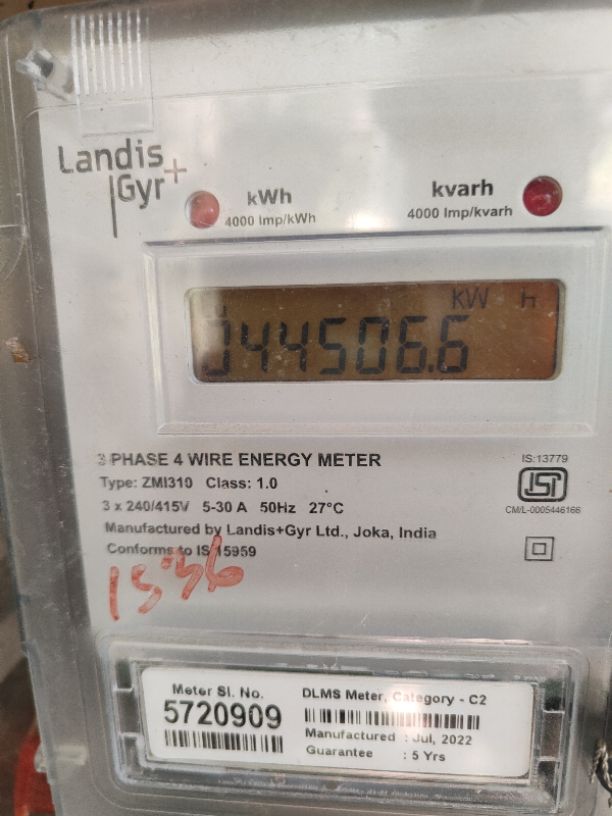 Landis
Gyr+
kWh
4000 Imp/kWh
kvarh
4000 Imp/kvarh
KW h
044506.6
3 PHASE 4 WIRE ENERGY METER
Type: ZMI310 Class: 1.0
3 x 240/415V 5-30 A 50Hz 27°C
Manufactured by Landis+Gyr Ltd., Joka, India
Conforms to IS 15959
IS:13779
ISI
CM/L-0005446166
Meter Sl. No.
5720909
DLMS Meter, Category - C2
Manufactured : Jul, 2022
Guarantee : 5 Yrs